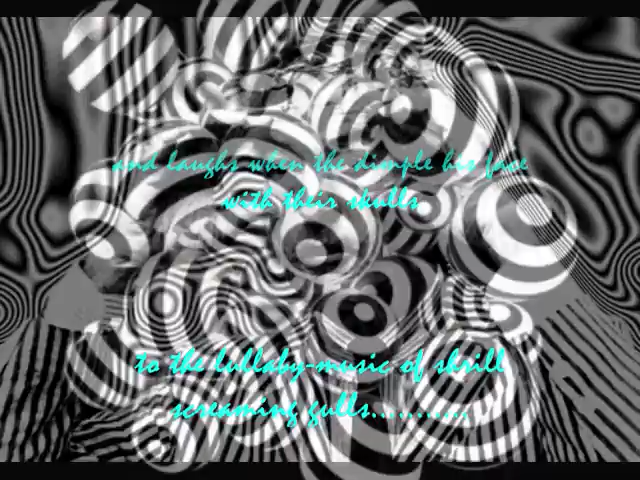 and laughs when the dimple his face
with their skulls
to the lullaby-music of shrill
screaming gulls...........